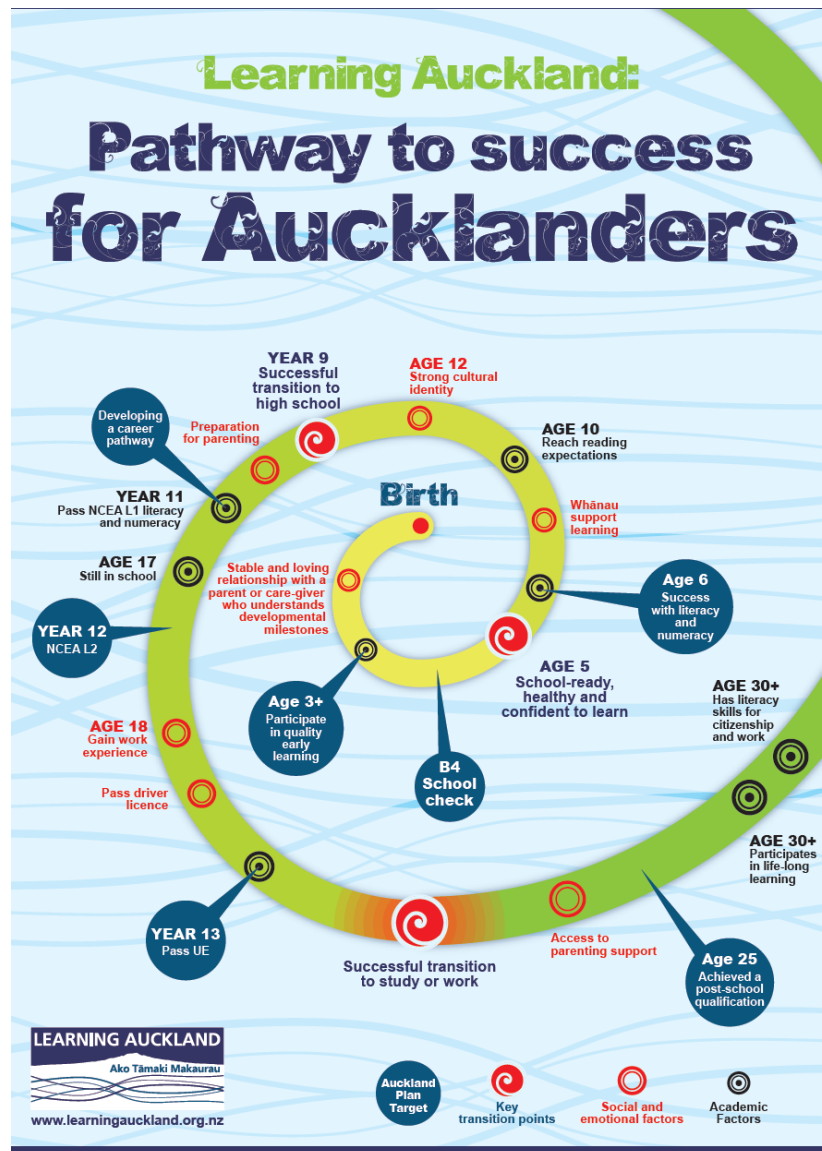 Learning Auckland:
Pathway to success
for Aucklanders
YEAR 9
Successful
transition to
high school
AGE 12
Strong cultural
identity
Developing
a career
pathway
Preparation
for parenting
AGE 10
Reach reading
expectations
Birth
YEAR 11
Pass NCEA L1 literacy
and numeracy
Whānau
support
learning
AGE 17
Still in school
Stable and loving
relationship with a
parent or care-giver
who understands
developmental
milestones
Age 6
Success
with literacy
and
numeracy
YEAR 12
NCEA L2
AGE 5
School-ready,
healthy and
confident to learn
Age 3+
Participate
in quality
early
learning
AGE 30+
Has literacy
skills for
citizenship
and work
AGE 18
Gain work
experience
B4
School
check
Pass driver
licence
AGE 30+
Participates
in life-long
learning
YEAR 13
Pass UE
Access to
parenting support
Successful transition
to study or work
Age 25
Achieved a
post-school
qualification
LEARNING AUCKLAND
Ako Tāmaki Makaurau
www.learningauckland.org.nz
Auckland
Plan
Target
Key
transition points
Social and
emotional factors
Academic
Factors